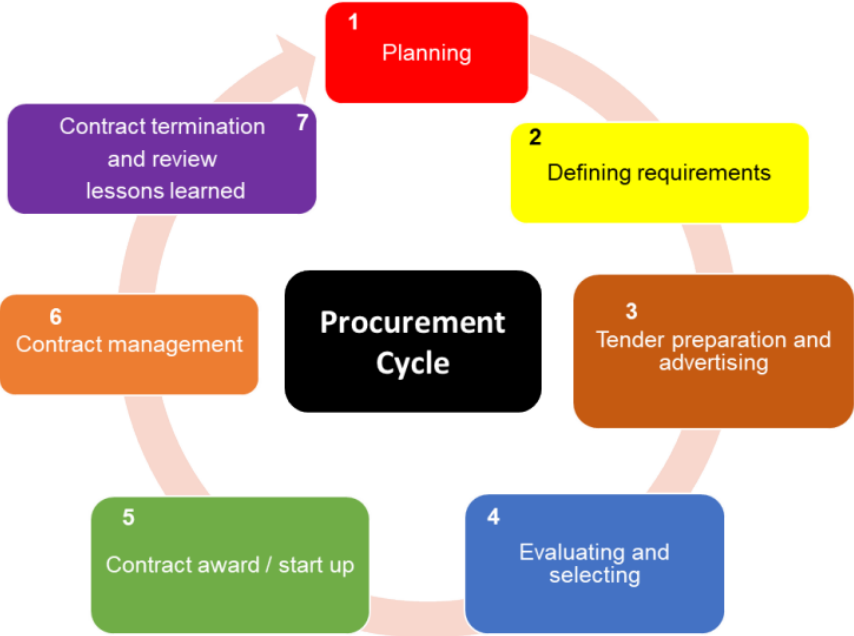 1
Planning
2
Defining requirements
3
Tender preparation and
advertising
4
Evaluating and
selecting
5
Contract award / start up
6
Contract management
7
Contract termination
and review
lessons learned
Procurement
Cycle